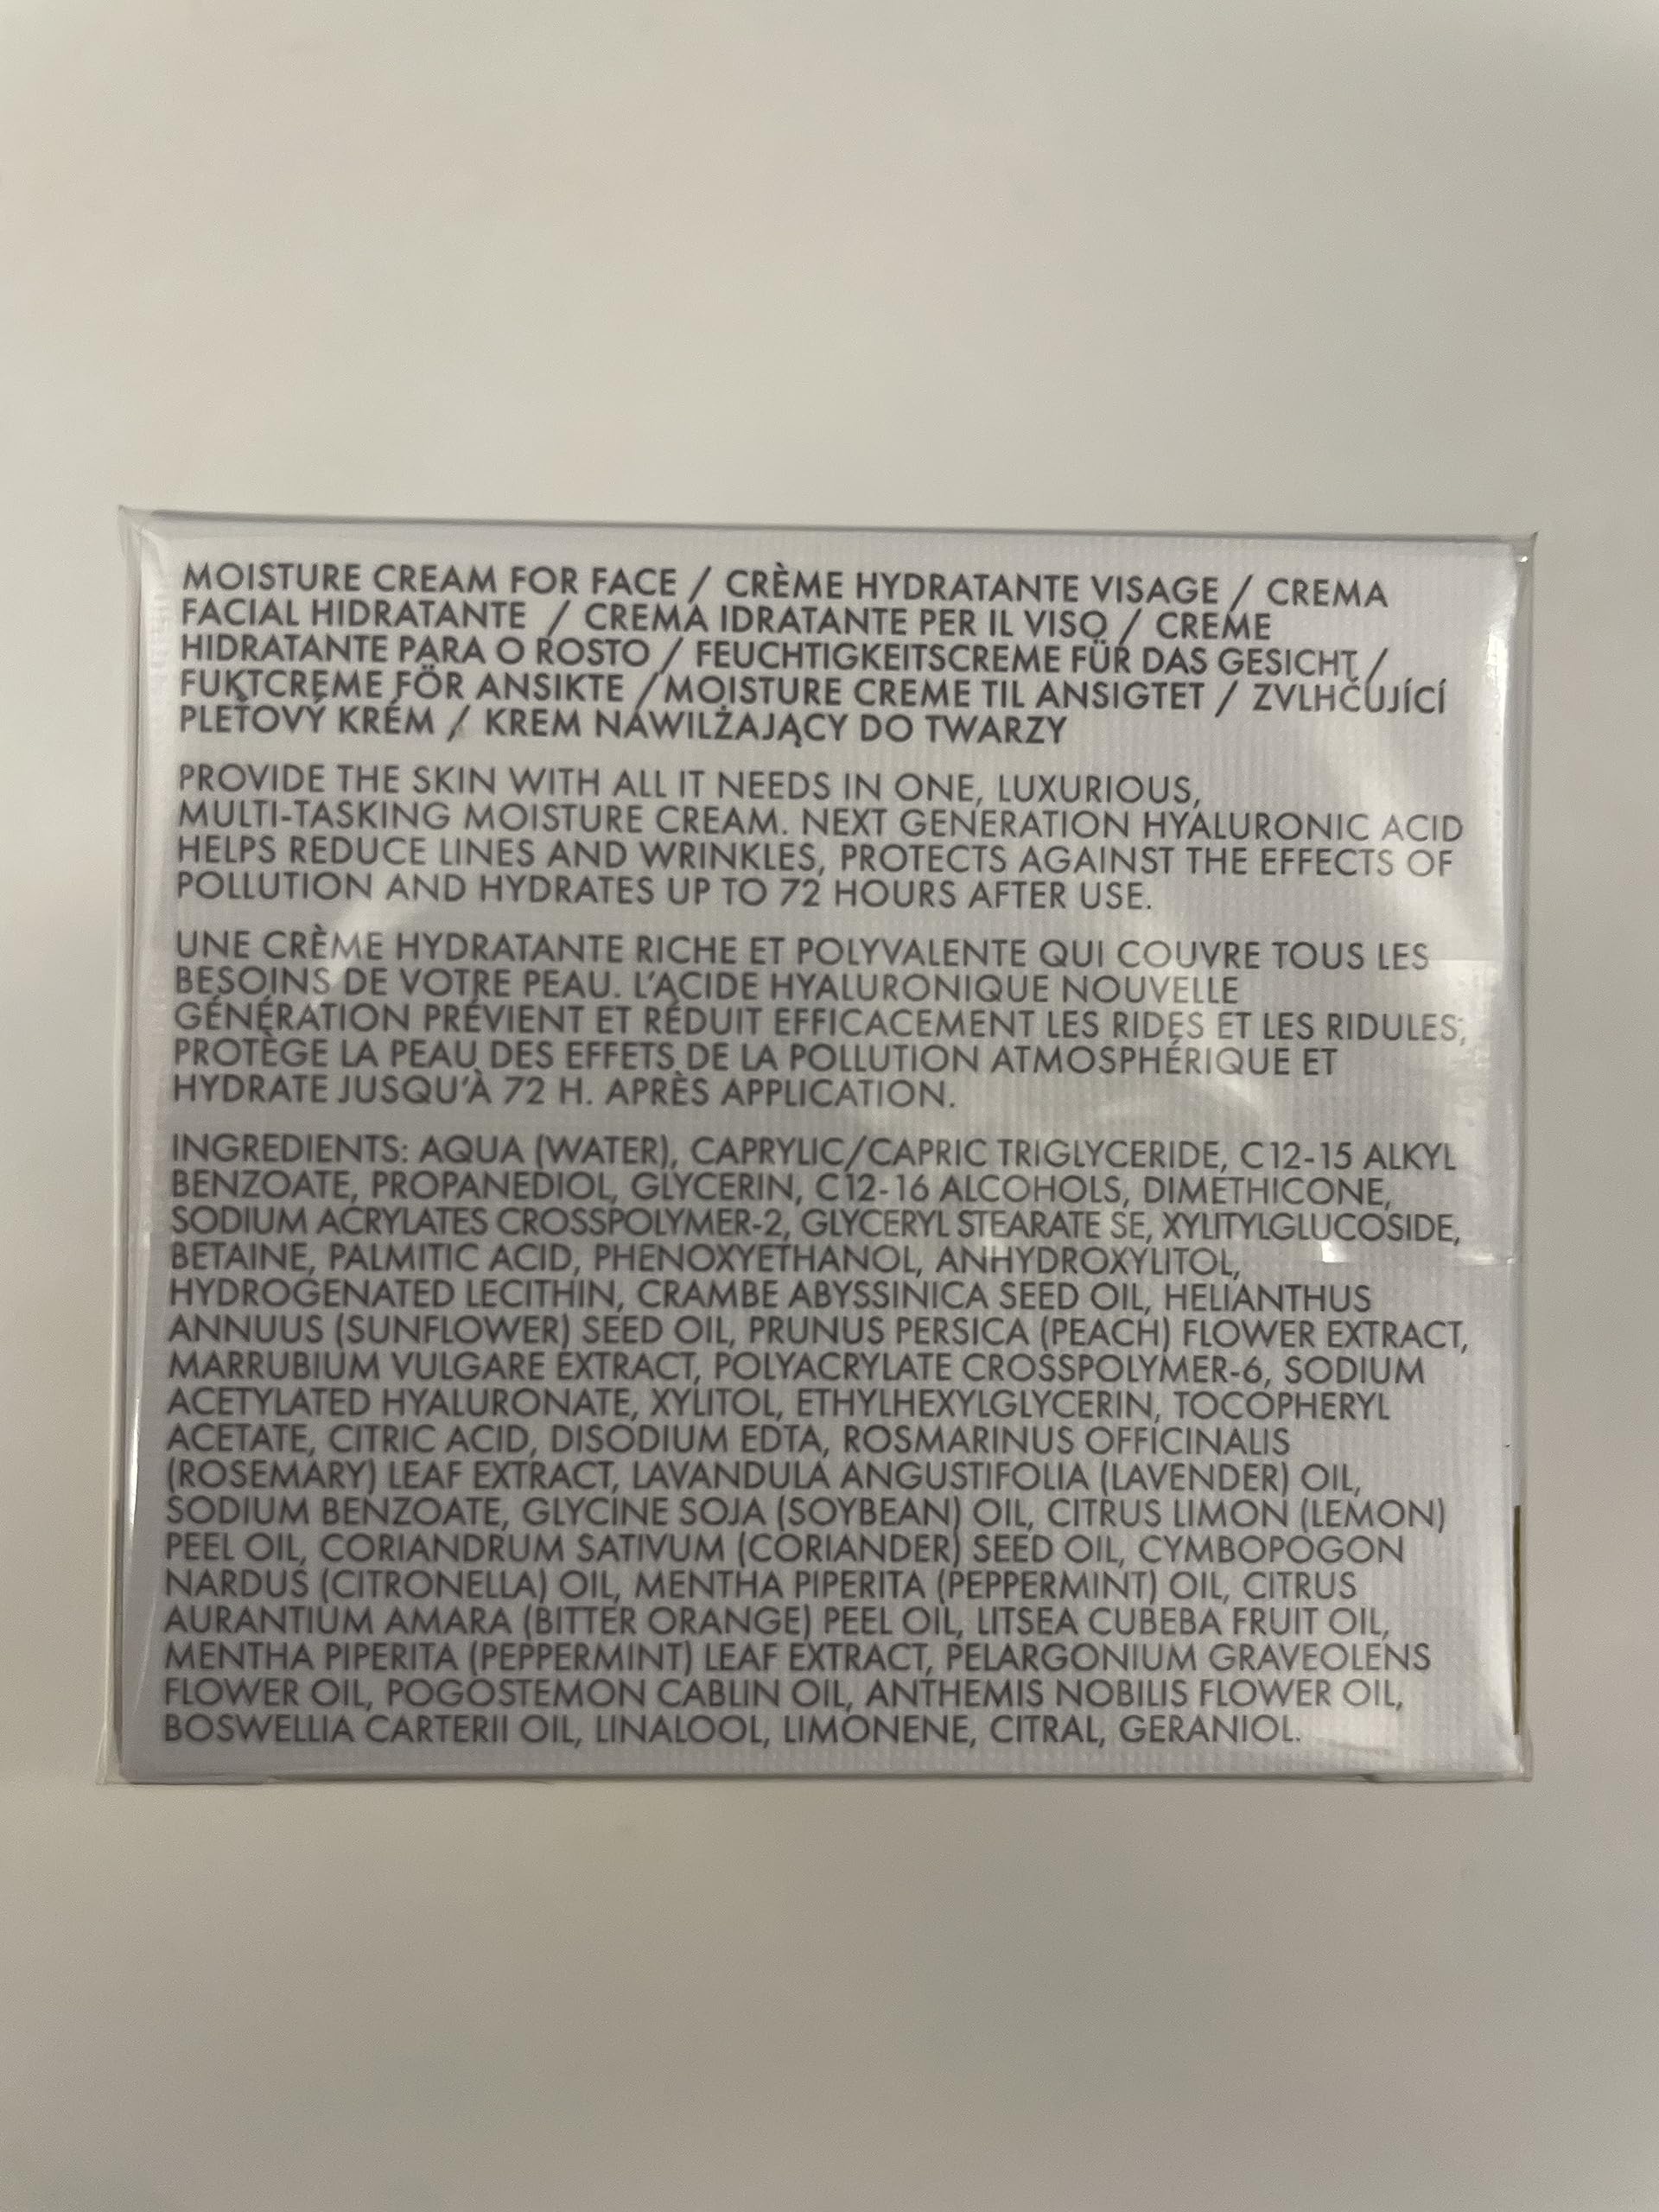 MOISTURE CREAM FOR FACE / CRÈME HYDRATANTE VISAGE / CREMA
FACIAL HIDRATANTE / CREMA IDRATANTE PER IL VISO / CREME
HIDRATANTE PARA O ROSTO / FEUCHTIGKEITSCREME FÜR DAS GESICHT /
FUKTCREME FÖR ANSIKTE / MOISTURE CREME TIL ANSIGTET / ZVLHČUJÍCÍ
PLEŤOVÝ KRÉM / KREM NAWILŻAJĄCY DO TWARZY
PROVIDE THE SKIN WITH ALL IT NEEDS IN ONE, LUXURIOUS,
MULTI-TASKING MOISTURE CREAM. NEXT GENERATION HYALURONIC ACID
HELPS REDUCE LINES AND WRINKLES, PROTECTS AGAINST THE EFFECTS OF
POLLUTION AND HYDRATES UP TO 72 HOURS AFTER USE.
UNE CRÈME HYDRATANTE RICHE ET POLYVALENTE QUI COUVRE TOUS LES
BESOINS DE VOTRE PEAU. L'ACIDE HYALURONIQUE NOUVELLE
GÉNÉRATION PRÉVIENT ET RÉDUIT EFFICACEMENT LES RIDES ET LES RIDULES,
PROTÈGE LA PEAU DES EFFETS DE LA POLLUTION ATMOSPHÉRIQUE ET
HYDRATE JUSQU'À 72 H. APRÈS APPLICATION.
INGREDIENTS: AQUA (WATER), CAPRYLIC/CAPRIC TRIGLYCERIDE, C12-15 ALKYL
BENZOATE, PROPANEDIOL, GLYCERIN, C12-16 ALCOHOLS, DIMETHICONE,
SODIUM ACRYLATES CROSSPOLYMER-2, GLYCERYL STEARATE SE, XYLITYLGLUCOSIDE,
BETAINE, PALMITIC ACID, PHENOXYETHANOL, ANHYDROXYLITOL,
HYDROGENATED LECITHIN, CRAMBE ABYSSINICA SEED OIL, HELIANTHUS
ANNUUS (SUNFLOWER) SEED OIL, PRUNUS PERSICA (PEACH) FLOWER EXTRACT,
MARRUBIUM VULGARE EXTRACT, POLYACRYLATE CROSSPOLYMER-6, SODIUM
ACETYLATED HYALURONATE, XYLITOL, ETHYLHEXYLGLYCERIN, TOCOPHERYL
ACETATE, CITRIC ACID, DISODIUM EDTA, ROSMARINUS OFFICINALIS
(ROSEMARY) LEAF EXTRACT, LAVANDULA ANGUSTIFOLIA (LAVENDER) OIL,
SODIUM BENZOATE, GLYCINE SOJA (SOYBEAN) OIL, CITRUS LIMON (LEMON)
PEEL OIL, CORIANDRUM SATIVUM (CORIANDER) SEED OIL, CYMBOPOGON
NARDUS (CITRONELLA) OIL, MENTHA PIPERITA (PEPPERMINT) OIL, CITRUS
AURANTIUM AMARA (BITTER ORANGE) PEEL OIL, LITSEA CUBEBA FRUIT OIL,
MENTHA PIPERITA (PEPPERMINT) LEAF EXTRACT, PELARGONIUM GRAVEOLENS
FLOWER OIL, POGOSTEMON CABLIN OIL, ANTHEMIS NOBILIS FLOWER OIL,
BOSWELLIA CARTERII OIL, LINALOOL, LIMONENE, CITRAL, GERANIOL.